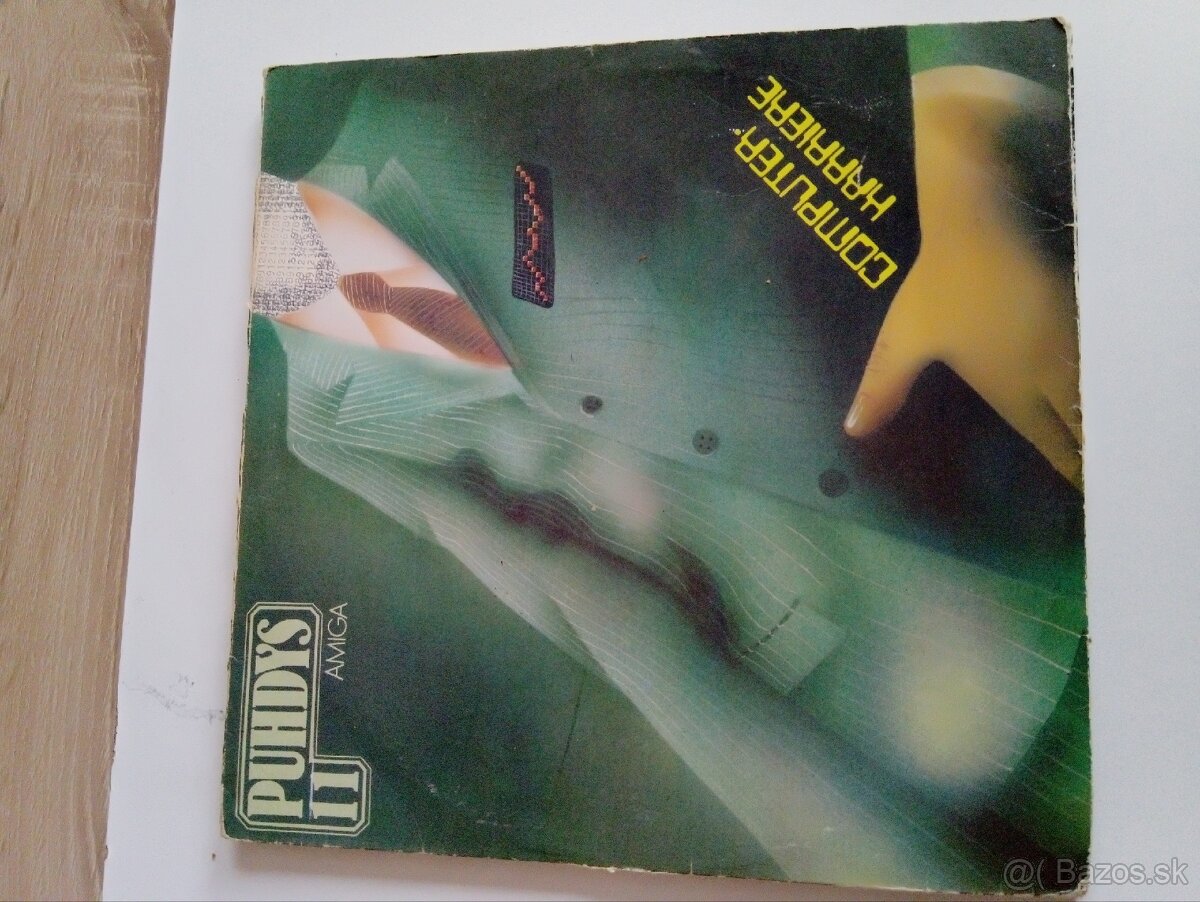 PUHDYS
11
AMIGA
COMPUTER-
KARRIERE
@( Bazos.sk